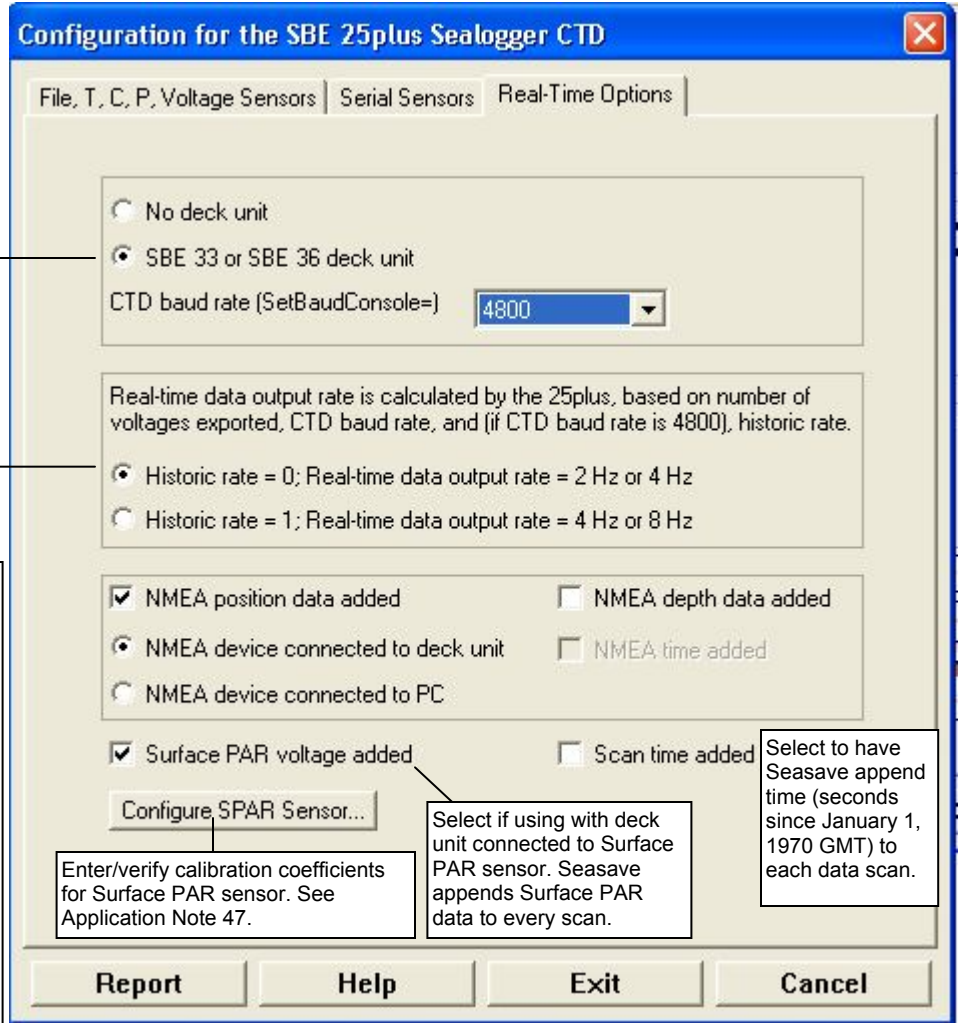 Configuration for the SBE 25plus Sealogger CTD
File, T, C, P, Voltage Sensors
Serial Sensors
Real-Time Options
No deck unit
SBE 33 or SBE 36 deck unit
CTD baud rate (SetBaudConsole=)
4800
Real-time data output rate is calculated by the 25plus, based on number of
voltages exported, CTD baud rate, and (if CTD baud rate is 4800), historic rate.
Historic rate = 0; Real-time data output rate = 2 Hz or 4 Hz
Historic rate = 1; Real-time data output rate = 4 Hz or 8 Hz
NMEA position data added
NMEA depth data added
NMEA device connected to deck unit
NMEA time added
NMEA device connected to PC
Surface PAR voltage added
Scan time added
Select to have
Seasave append
time (seconds
since January 1,
1970 GMT) to
each data scan.
Configure SPAR Sensor...
Select if using with deck
unit connected to Surface
PAR sensor. Seasave
appends Surface PAR
data to every scan.
Enter/verify calibration coefficients
for Surface PAR sensor. See
Application Note 47.
Report
Help
Exit
Cancel